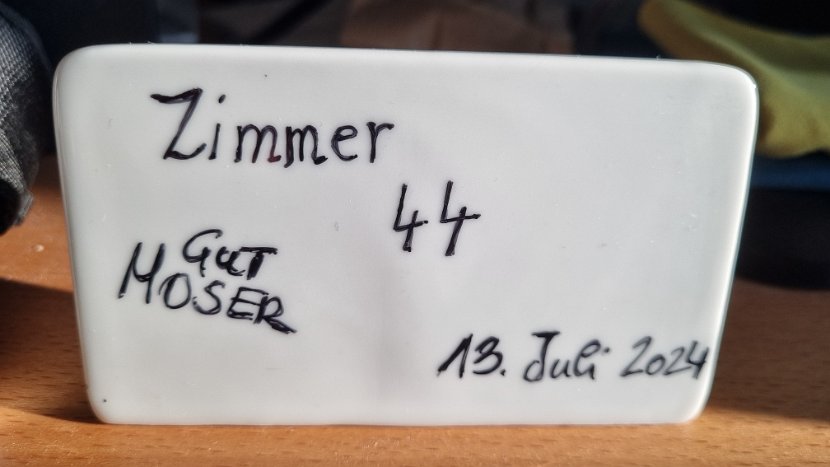 Zimmer
44
GUT
MOSER
13. Juli 2024